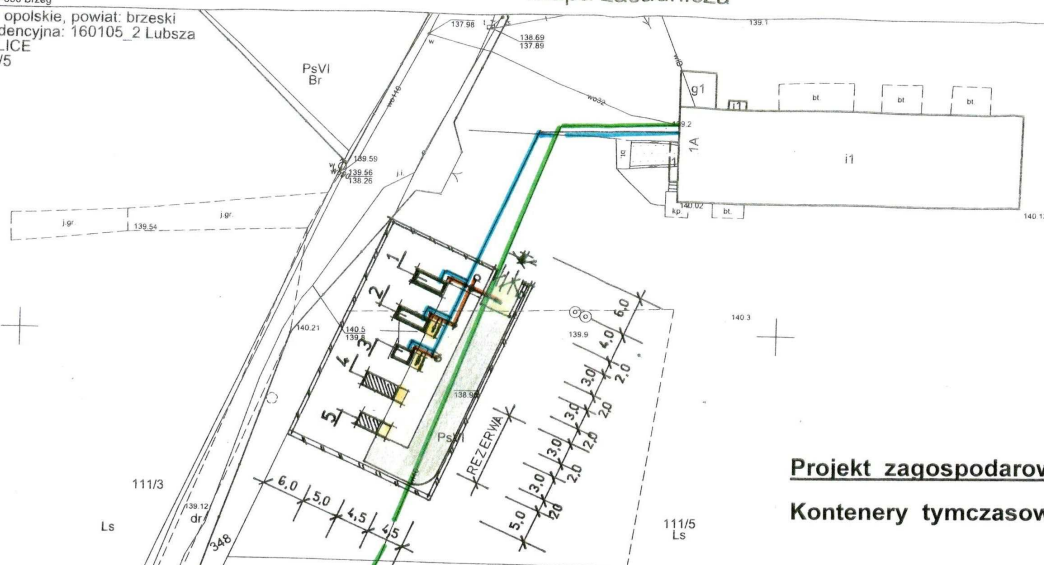 opolskie, powiat: brzeski
dencyjna: 160105_2 Lubsza
LICE
/5
137.98
138.69
137.89
139.1
PsVI
Br
g1
bt
bt
bt
wo32
wo110
139.2
1A
i1
139.59
139.56
138.26
j.gr.
j.gr.
139.54
kp
140.02
bt.
1
2
3
4
5
140.21
140.5
139.9
140.3
138.9
PsVI
REZERWA
6,0
4,0
2,0
3,0
2,0
3,0
2,0
3,0
2,0
3,0
2,0
5,0
6,0
5,0
4,5
4,5
111/3
Ls
139.12
dr
348
111/5
Ls
Projekt zagospodarow
Kontenery tymczasow